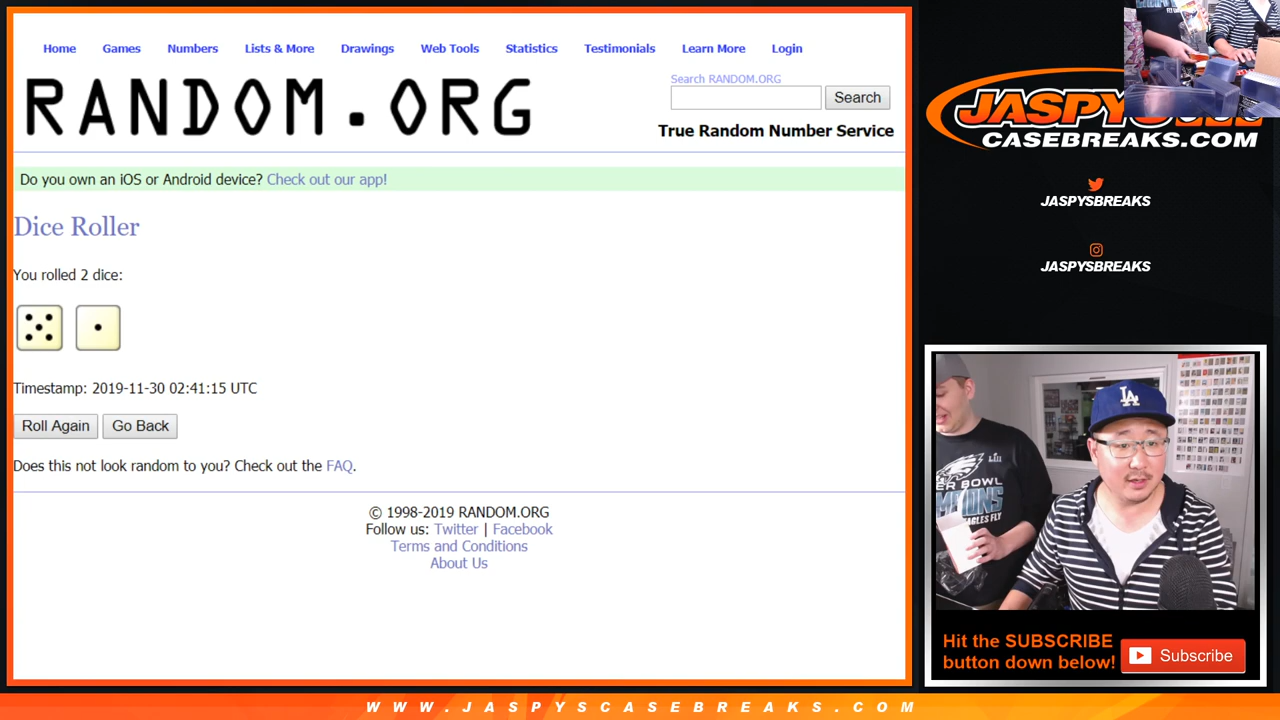 Home Games Numbers Lists & More Drawings Web Tools Statistics Testimonials Learn More Login
RANDOM.ORG
Search RANDOM.ORG
Search
True Random Number Service
Do you own an iOS or Android device? Check out our app!
Dice Roller
You rolled 2 dice:
Timestamp: 2019-11-30 02:41:15 UTC
Roll Again Go Back
Does this not look random to you? Check out the FAQ.
© 1998-2019 RANDOM.ORG
Follow us: Twitter | Facebook
Terms and Conditions
About Us
CASEBREAKS.COM
JASPYSBREAKS
JASPYSBREAKS
LII
LA
Hit the SUBSCRIBE
button down below!
Subscribe
WWW.JASPYSCASEBREAKS.COM